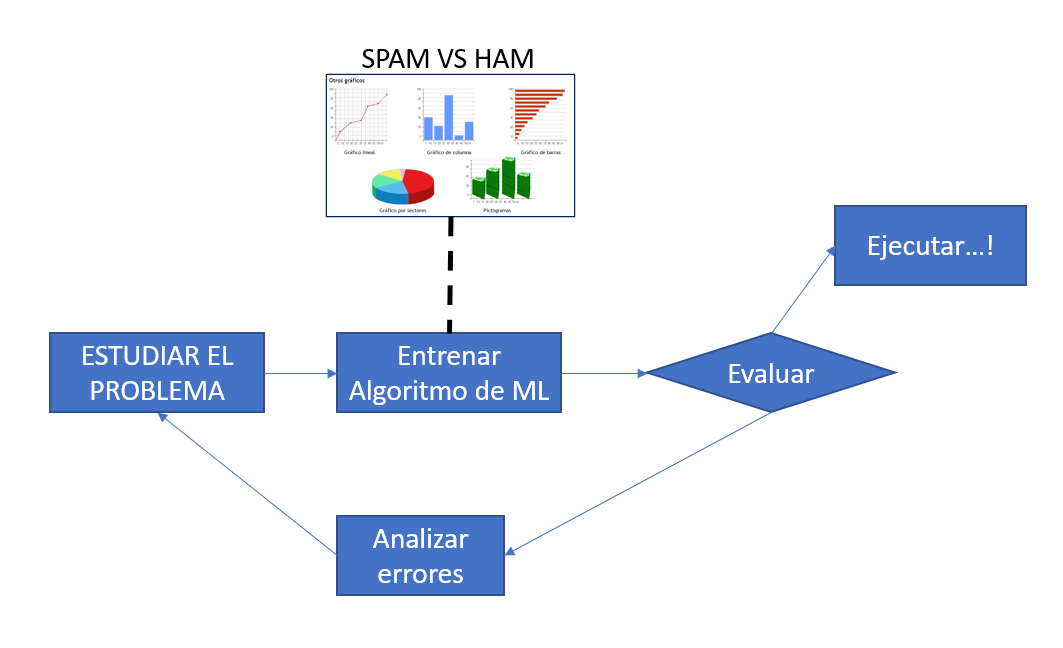 SPAM VS HAM
Otros gráficos
Gráfico lineal
Gráfico de columna
Gráfico de barras
Gráfico por sectores
Pictogramas
Ejecutar...!
ESTUDIAR EL
PROBLEMA
Entrenar
Algoritmo de ML
Evaluar
Analizar
errores